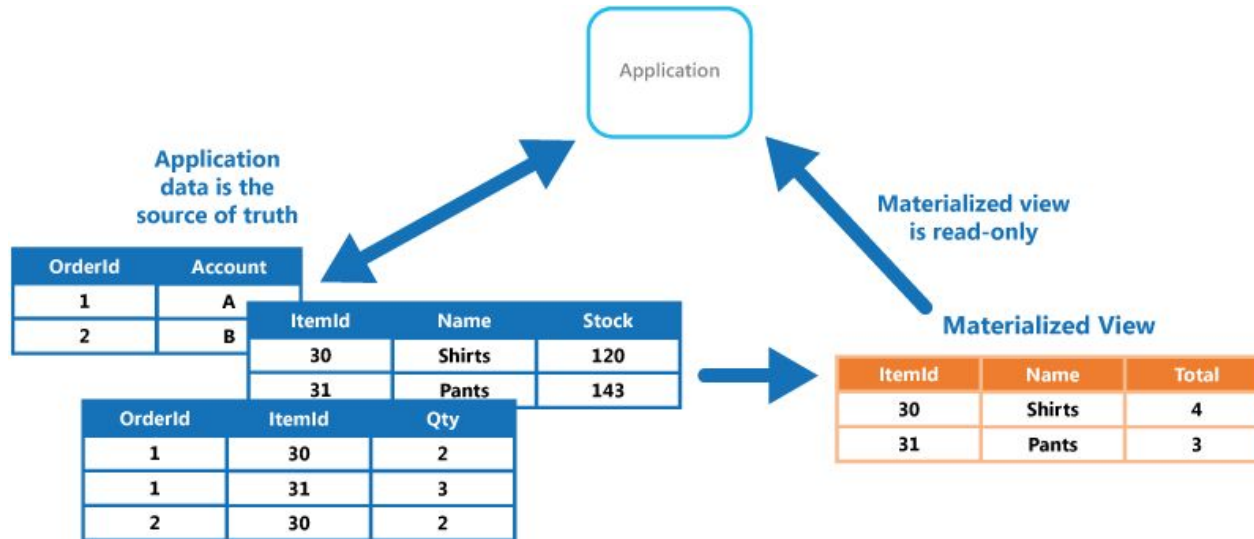 Application
Application
data is the
source of truth
Materialized view
is read-only
OrderId Account
1 A
2 B
ItemId Name Stock
30 Shirts 120
31 Pants 143
OrderId ItemId Qty
1 30 2
1 31 3
2 30 2
Materialized View
ItemId Name Total
30 Shirts 4
31 Pants 3